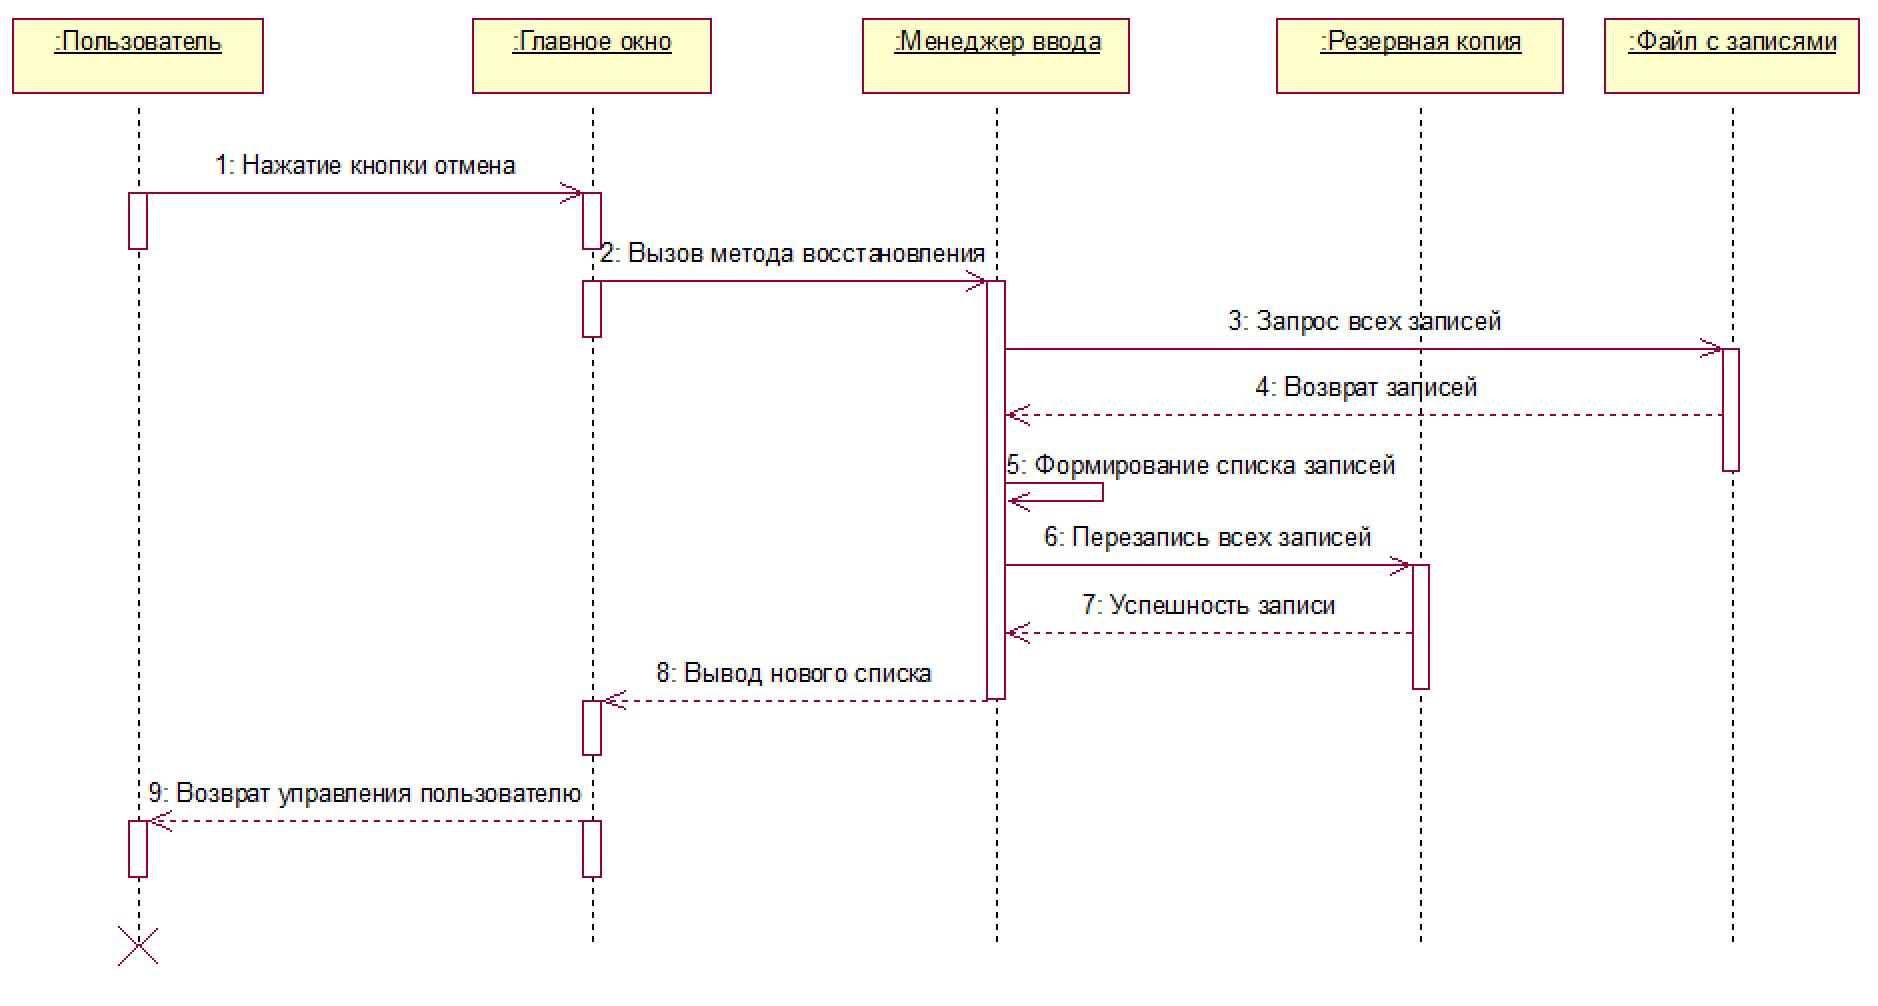 :Пользователь
:Главное окно
:Менеджер ввода
:Резервная копия
:Файл с записями
1: Нажатие кнопки отмена
2: Вызов метода восстановления
3: Запрос всех записей
4: Возврат записей
5: Формирование списка записей
6: Перезапись всех записей
7: Успешность записи
8: Вывод нового списка
9: Возврат управления пользователю